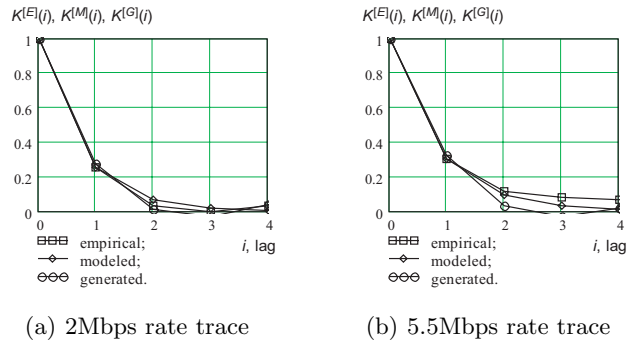 K[E](i), K[M](i), K[G](i)
1
0.8
0.6
0.4
0.2
0
0 1 2 3 4
i, lag
empirical;
modeled;
generated.
(a) 2Mbps rate trace
K[E](i), K[M](i), K[G](i)
1
0.8
0.6
0.4
0.2
0
0 1 2 3 4
i, lag
empirical;
modeled;
generated.
(b) 5.5Mbps rate trace